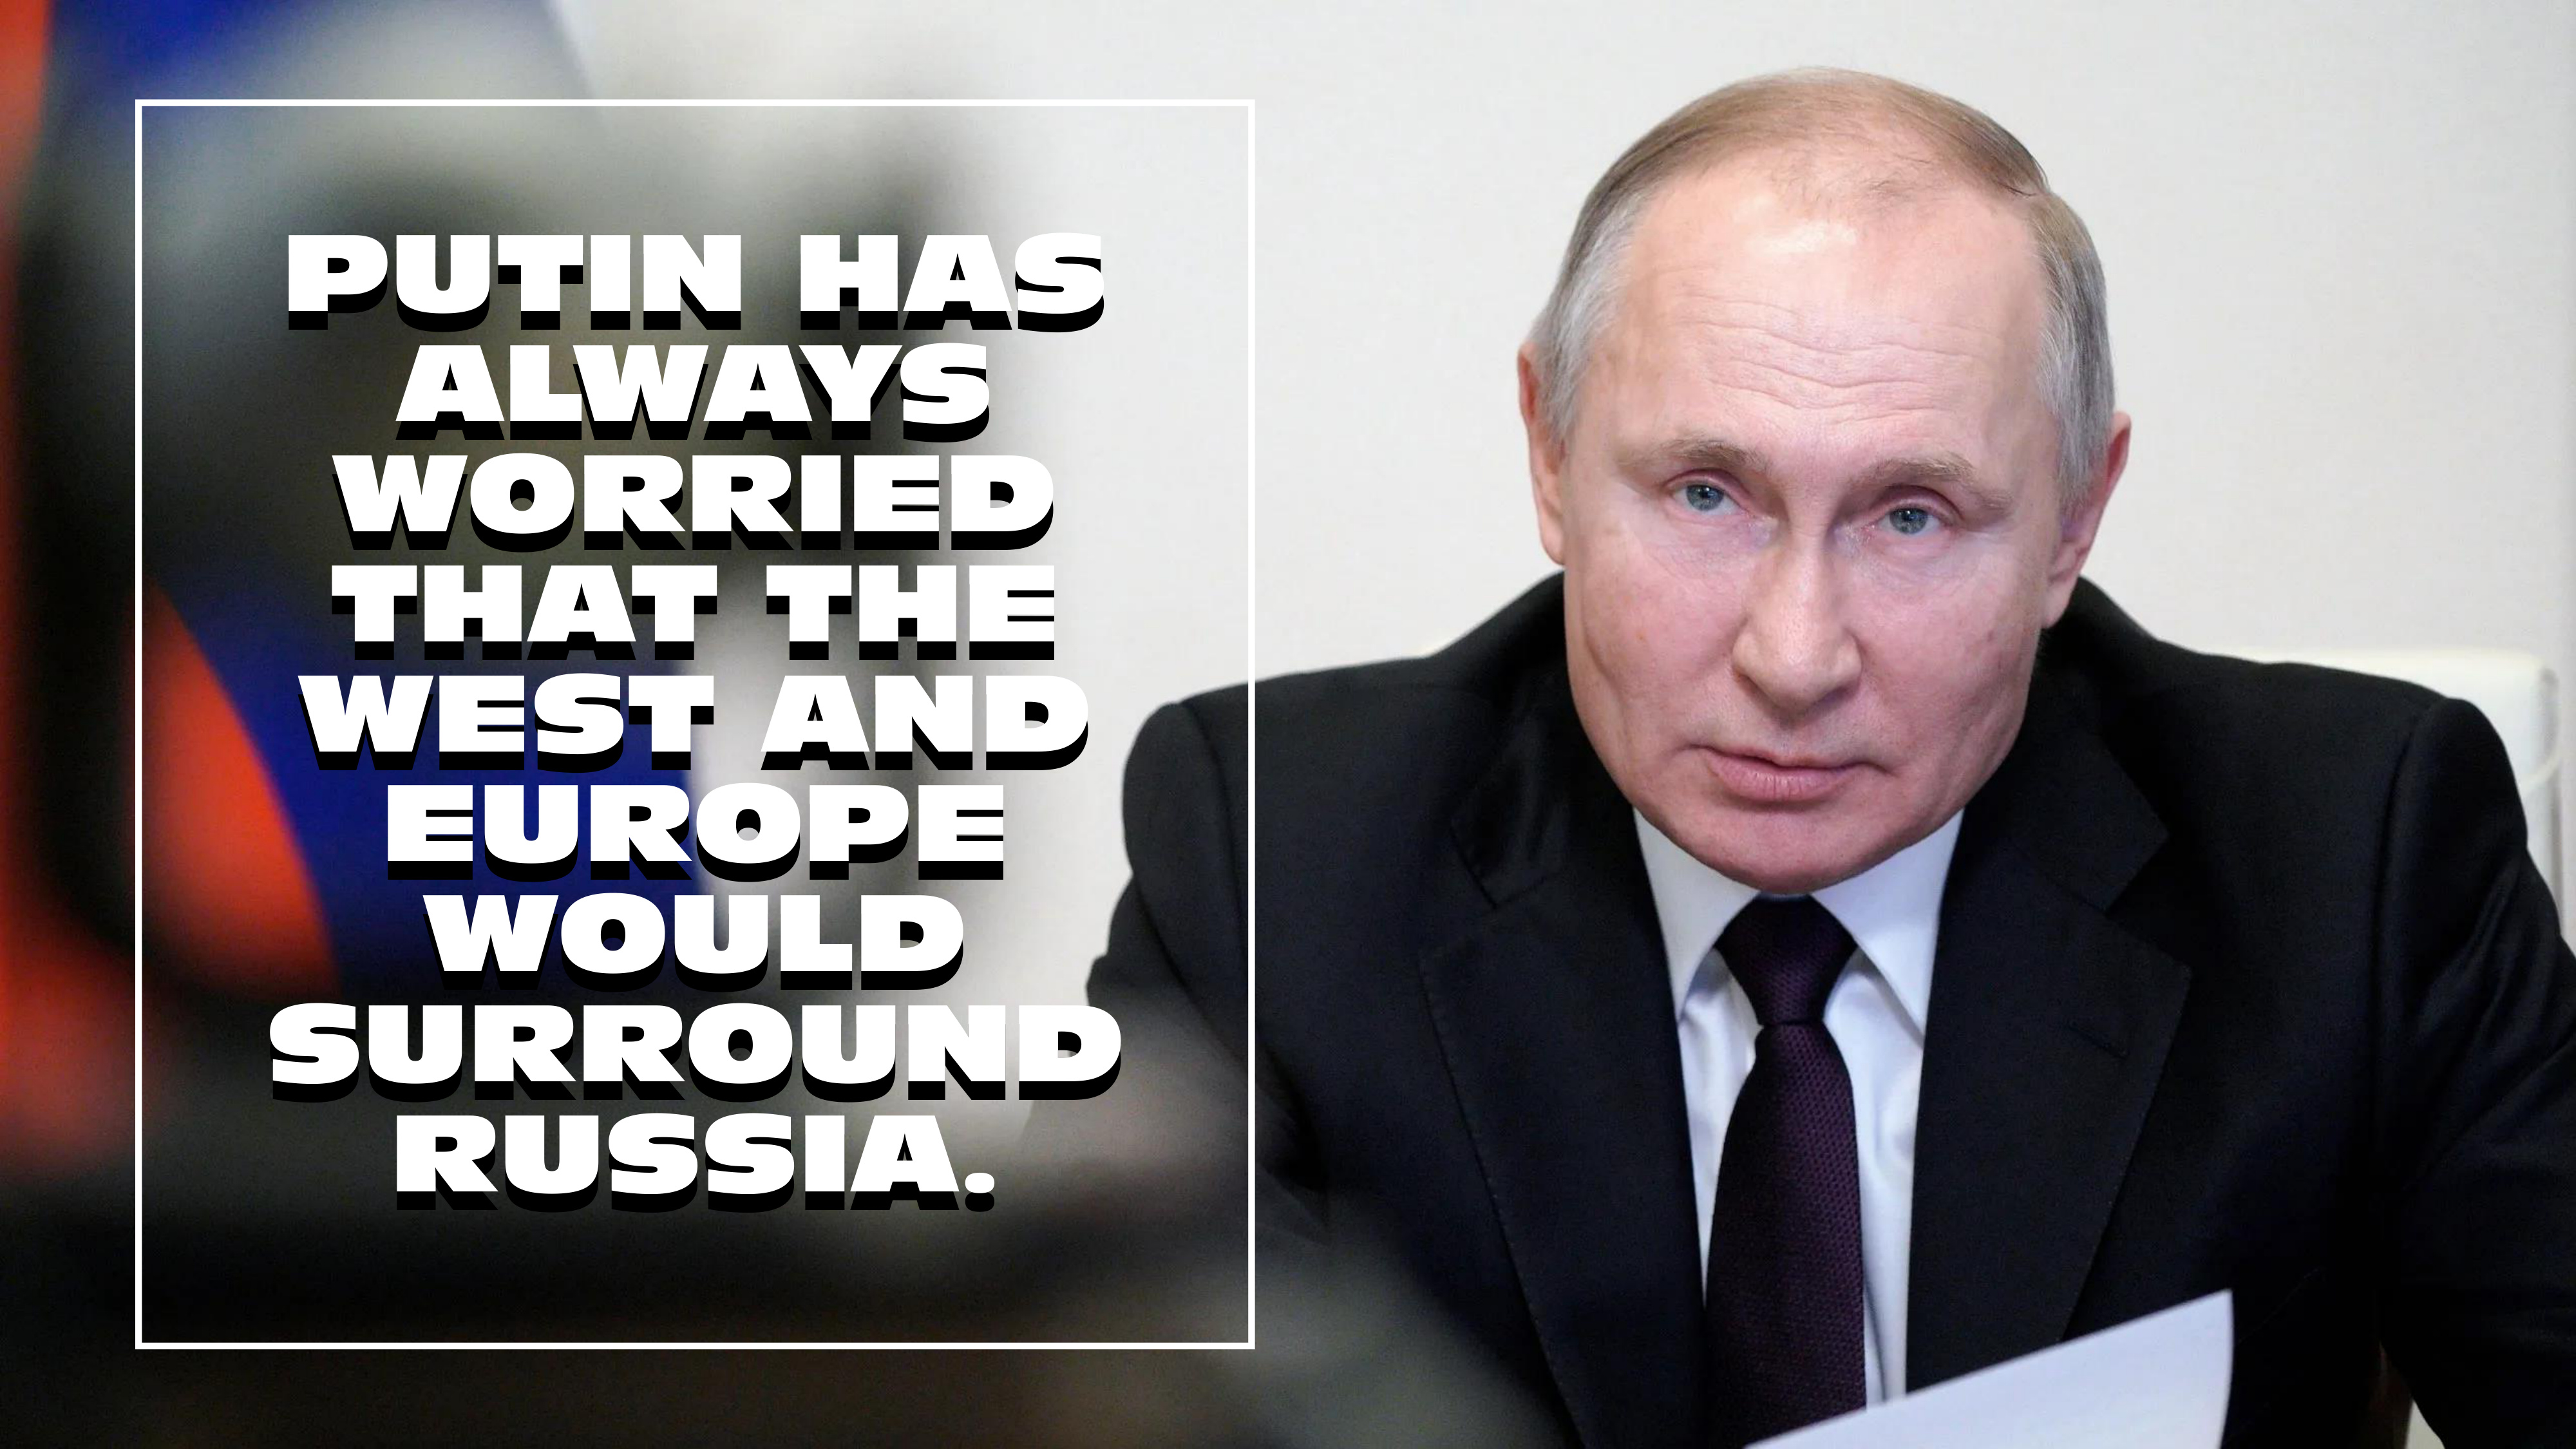 PUTIN HAS
ALWAYS
WORRIED
THAT THE
WEST AND
EUROPE
WOULD
SURROUND
RUSSIA.